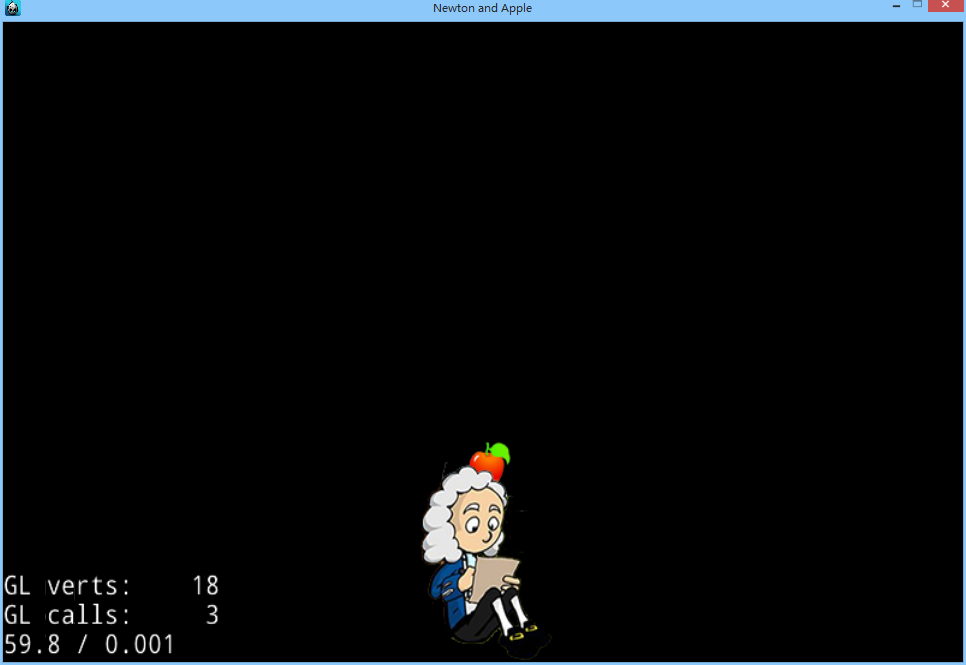 Newton and Apple
GL verts: 18
GL calls: 3
59.8 / 0.001